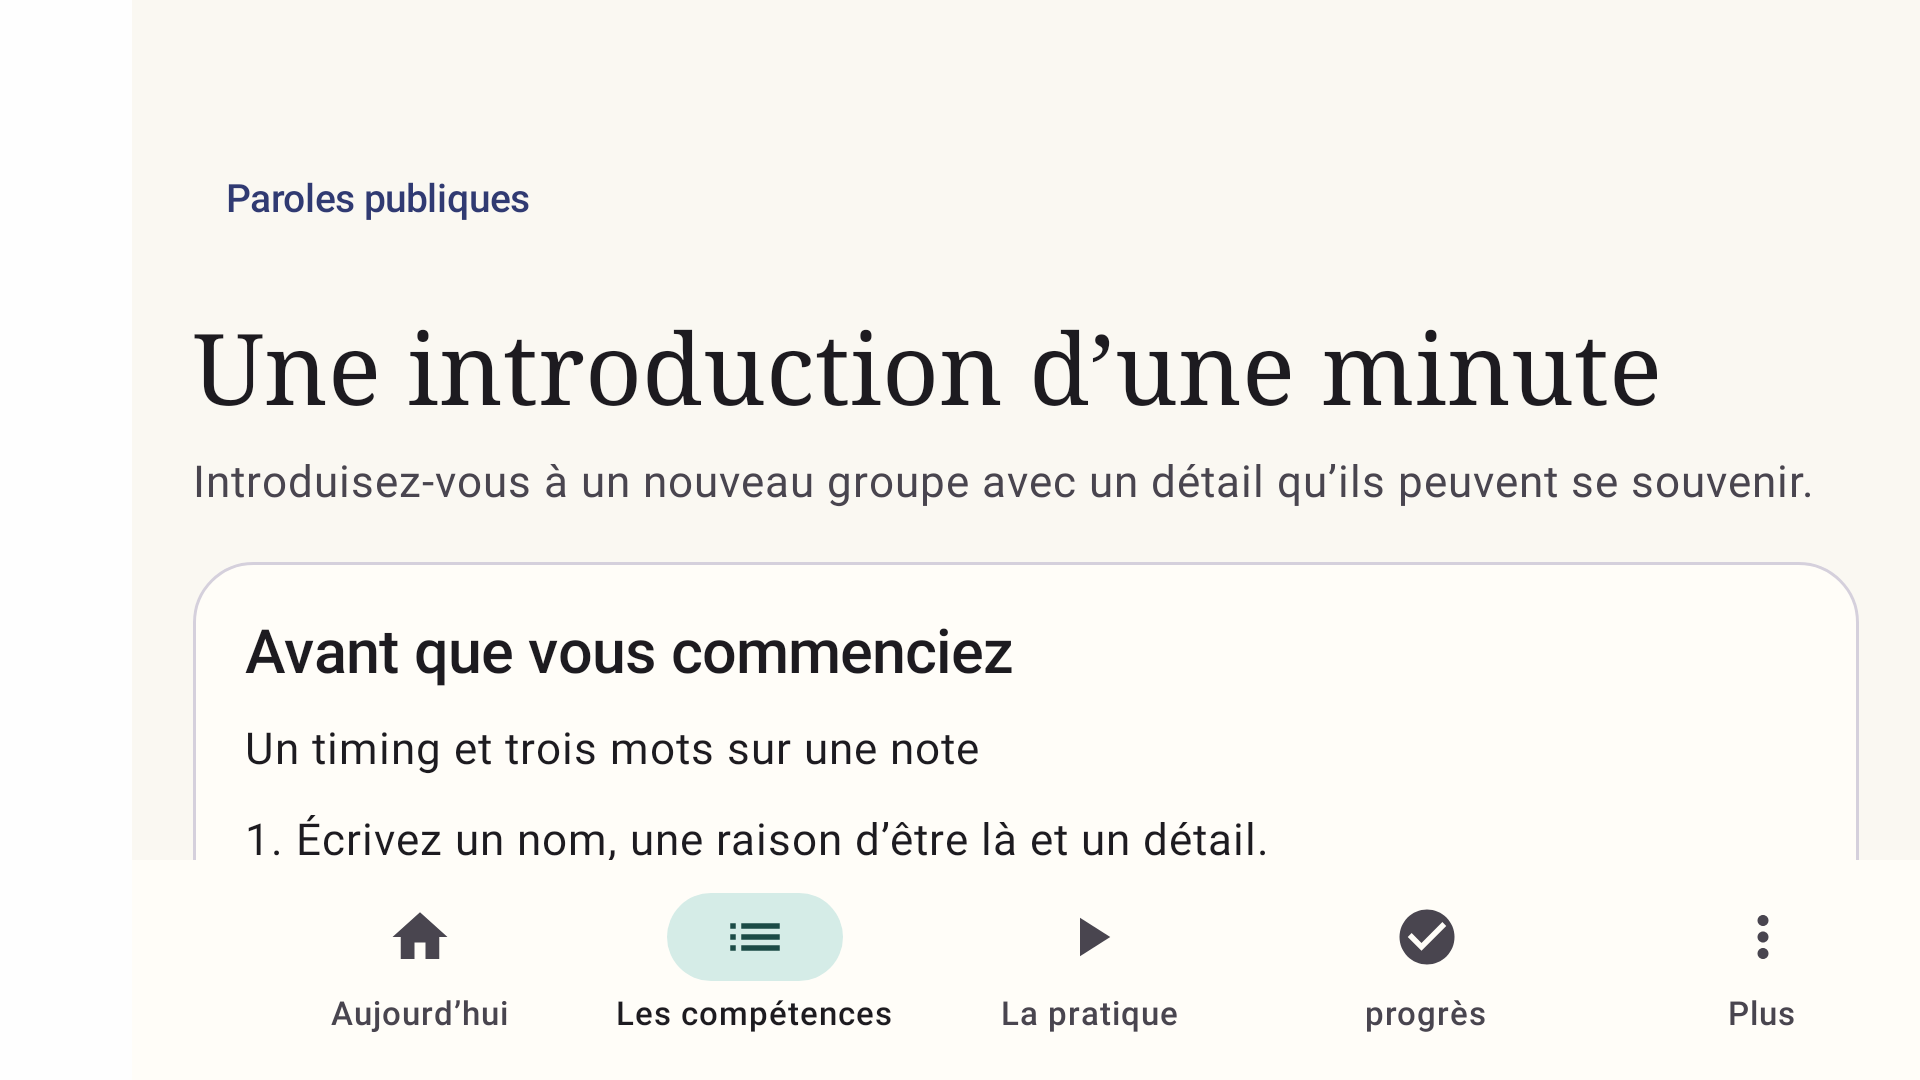 Paroles publiques
Une introduction d’une minute
Introduisez-vous à un nouveau groupe avec un détail qu’ils peuvent se souvenir.
Avant que vous commenciez
Un timing et trois mots sur une note
1. Écrivez un nom, une raison d’être là et un détail.
Aujourd’hui
Les compétences
La pratique
progrès
Plus